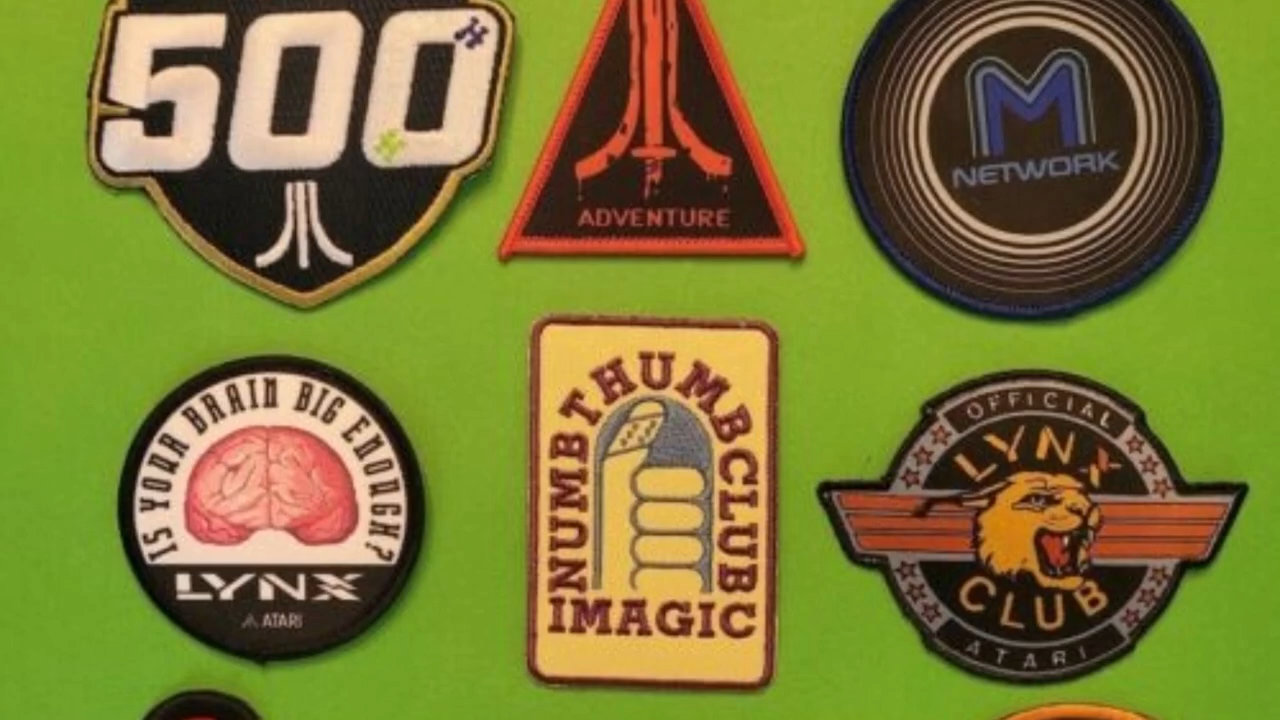 500
ADVENTURE
M
NETWORK
IS YOUR BRAIN BIG ENOUGH?
LYNX
ATARI
NUMB THUMB CLUB
IMAGIC
OFFICIAL
LYNX
CLUB
ATARI